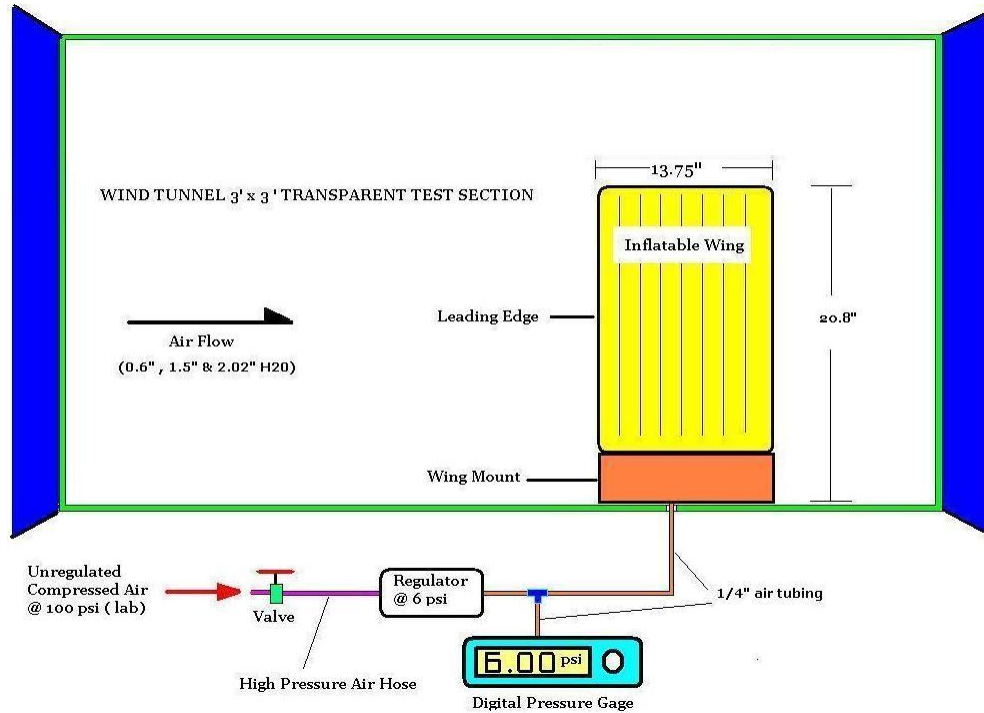 13.75"
WIND TUNNEL 3' x 3 ' TRANSPARENT TEST SECTION
Inflatable Wing
Leading Edge
20.8"
Air Flow
(0.6" , 1.5" & 2.02" H20)
Wing Mount
Unregulated
Compressed Air
@ 100 psi ( lab)
Valve
Regulator
@ 6 psi
1/4" air tubing
High Pressure Air Hose
6.00 psi
Digital Pressure Gage